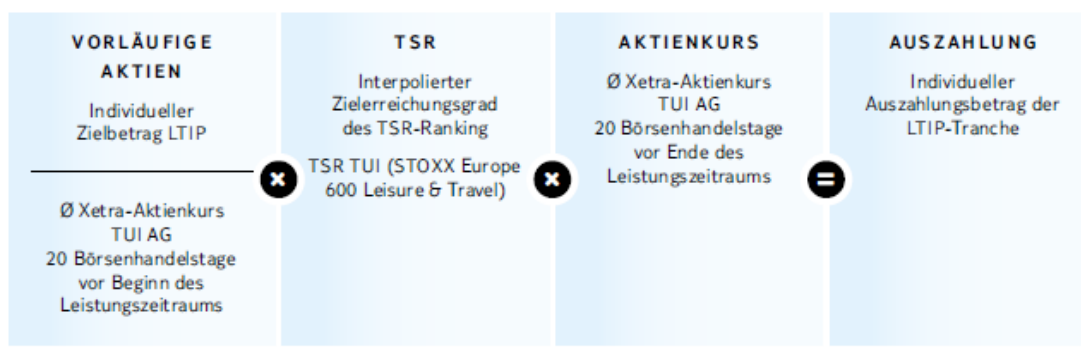 VORLÄUFIGE
AKTIEN
Individueller
Zielbetrag LTIP
Ø Xetra-Aktienkurs
TUI AG
20 Börsenhandelstage
vor Beginn des
Leistungszeitraums
×
TSR
Interpolierter
Zielerreichungsgrad
des TSR-Ranking
TSR TUI (STOXX Europe
600 Leisure & Travel)
×
AKTIENKURS
Ø Xetra-Aktienkurs
TUI AG
20 Börsenhandelstage
vor Ende des
Leistungszeitraums
=
AUSZAHLUNG
Individueller
Auszahlungsbetrag der
LTIP-Tranche